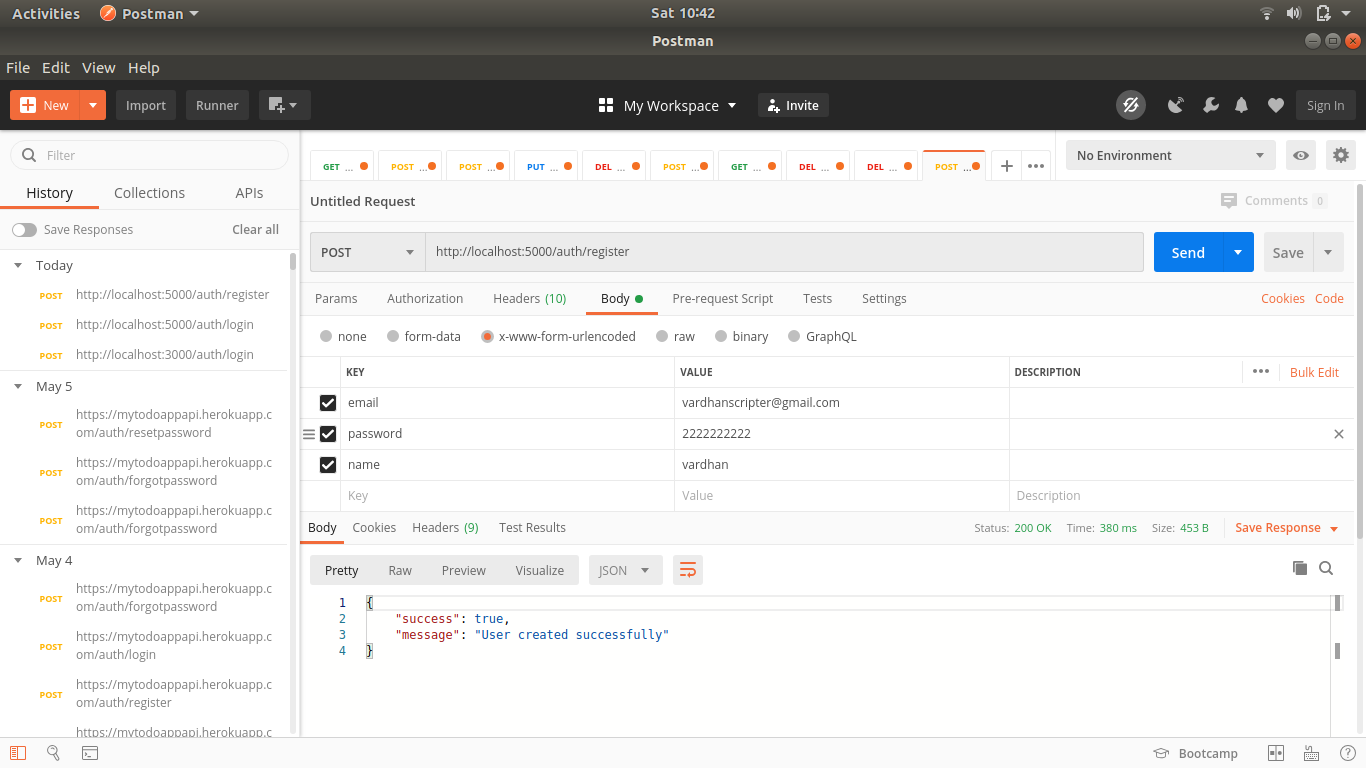 Activities Postman Sat 10:42
Postman
File Edit View Help
New Import Runner My Workspace Invite Sign In
Filter
History Collections APIs
Save Responses Clear all
Today
POST http://localhost:5000/auth/register
POST http://localhost:5000/auth/login
POST http://localhost:3000/auth/login
May 5
POST https://mytodoappapi.herokuapp.c
om/auth/resetpassword
POST https://mytodoappapi.herokuapp.c
om/auth/forgotpassword
POST https://mytodoappapi.herokuapp.c
om/auth/forgotpassword
May 4
POST https://mytodoappapi.herokuapp.c
om/auth/forgotpassword
POST https://mytodoappapi.herokuapp.c
om/auth/login
POST https://mytodoappapi.herokuapp.c
om/auth/register
https://mytodoappapi.herokuapp.c
GET ... POST ... POST ... PUT ... DEL ... POST ... GET ... DEL ... DEL ... POST ... No Environment
Untitled Request Comments 0
POST http://localhost:5000/auth/register Send Save
Params Authorization Headers (10) Body Pre-request Script Tests Settings Cookies Code
none form-data x-www-form-urlencoded raw binary GraphQL
KEY VALUE DESCRIPTION Bulk Edit
email vardhanscripter@gmail.com
password 2222222222
name vardhan
Key Value Description
Body Cookies Headers (9) Test Results Status: 200 OK Time: 380 ms Size: 453 B Save Response
Pretty Raw Preview Visualize JSON
1 {
2 "success": true,
3 "message": "User created successfully"
4 }
Bootcamp